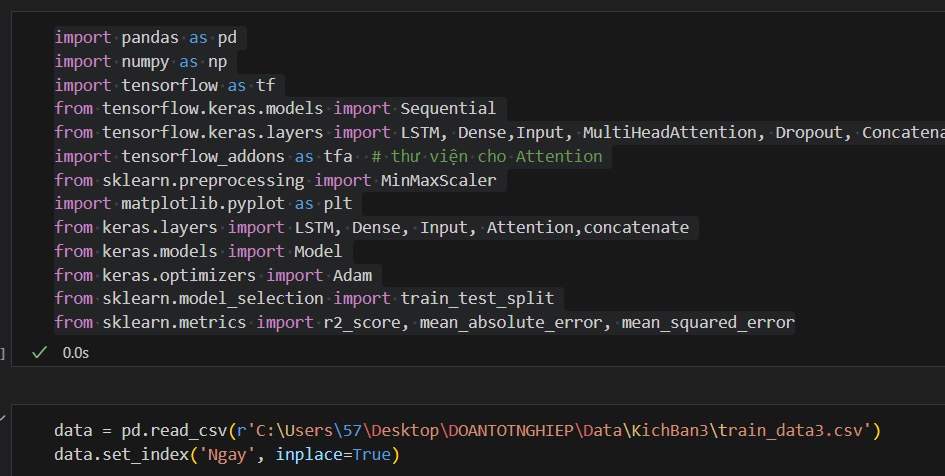 import pandas as pd
import numpy as np
import tensorflow as tf
from tensorflow.keras.models import Sequential
from tensorflow.keras.layers import LSTM, Dense,Input, MultiHeadAttention, Dropout, Concatena
import tensorflow_addons as tfa  # thư viện cho Attention
from sklearn.preprocessing import MinMaxScaler
import matplotlib.pyplot as plt
from keras.layers import LSTM, Dense, Input, Attention,concatenate
from keras.models import Model
from keras.optimizers import Adam
from sklearn.model_selection import train_test_split
from sklearn.metrics import r2_score, mean_absolute_error, mean_squared_error
] ✓ 0.0s
data = pd.read_csv(r'C:\Users\57\Desktop\DOANTOTNGHIEP\Data\KichBan3\train_data3.csv')
data.set_index('Ngay', inplace=True)